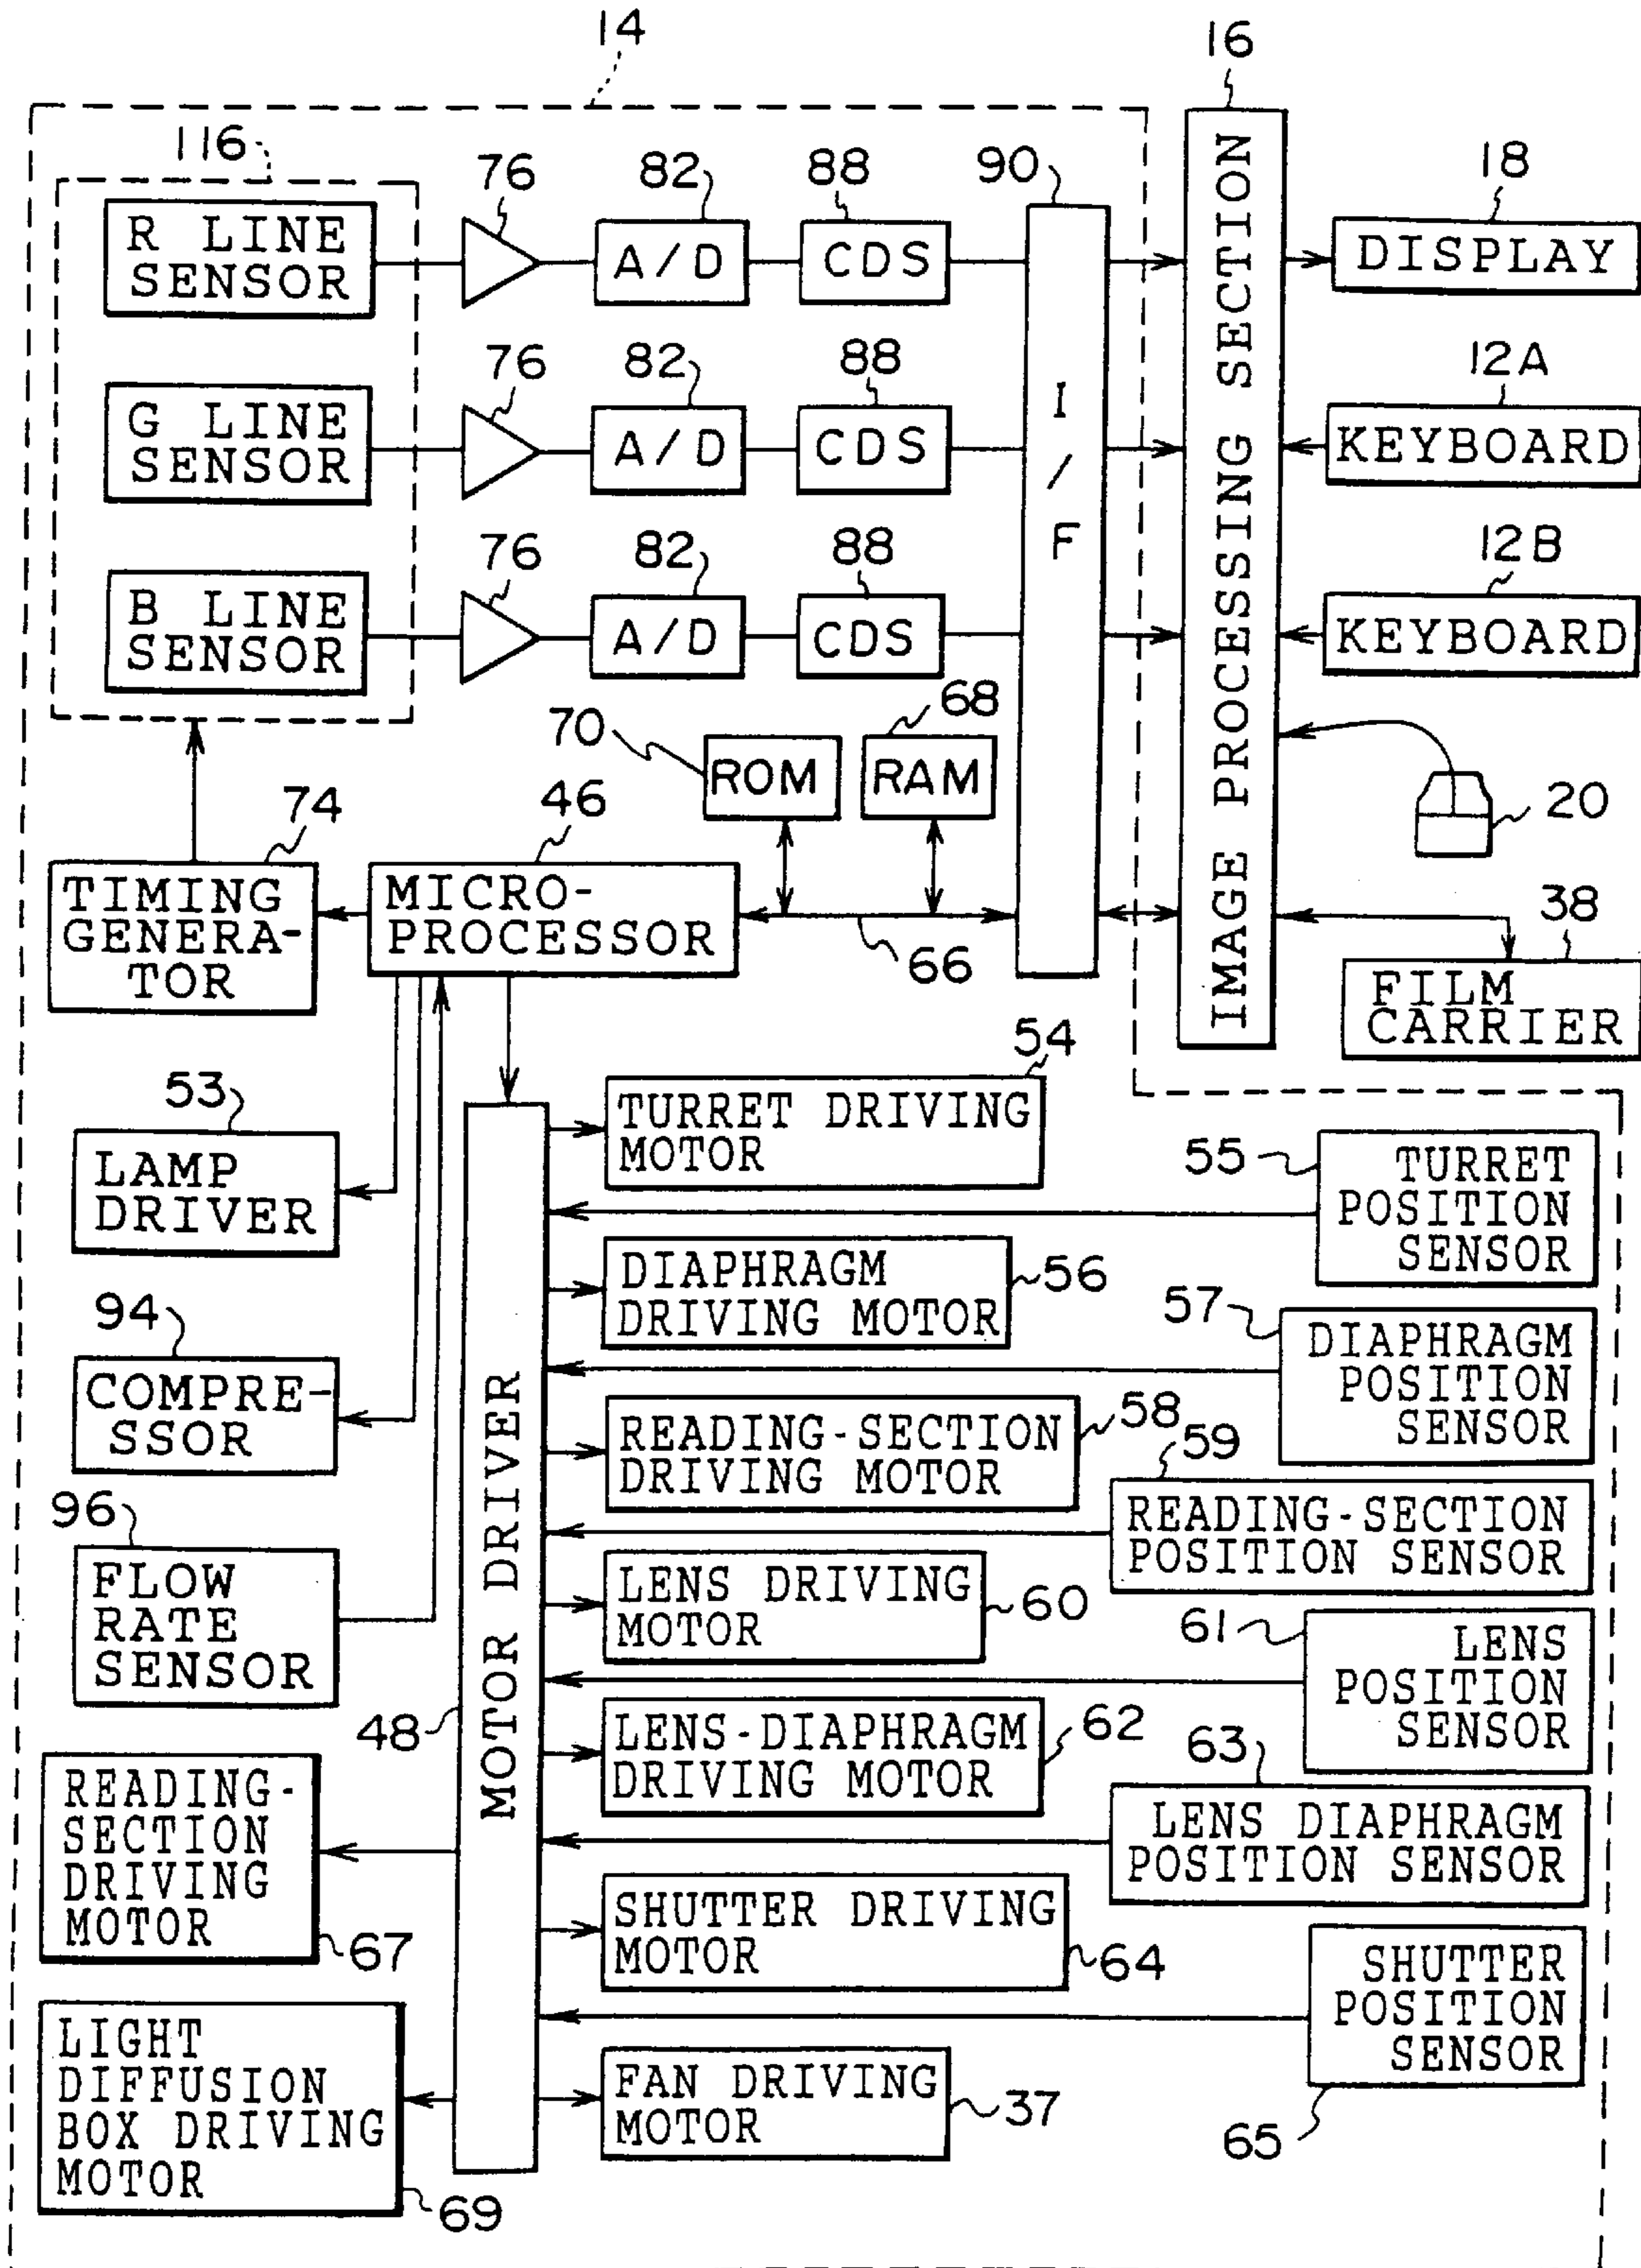 14
16
116
76
82
88
90
18
R LINE
SENSOR
A/D
CDS
DISPLAY
76
82
88
12A
G LINE
SENSOR
A/D
CDS
I
/
F
KEYBOARD
76
82
88
12B
B LINE
SENSOR
A/D
CDS
KEYBOARD
IMAGE PROCESSING SECTION
70
68
ROM
RAM
20
74
46
TIMING
GENERA-
TOR
MICRO-
PROCESSOR
66
38
FILM
CARRIER
54
53
TURRET DRIVING
MOTOR
LAMP
DRIVER
55
TURRET
POSITION
SENSOR
DIAPHRAGM
DRIVING MOTOR
56
94
57
DIAPHRAGM
POSITION
SENSOR
COMPRE-
SSOR
58
READING-SECTION
DRIVING MOTOR
59
READING-SECTION
POSITION SENSOR
96
FLOW
RATE
SENSOR
LENS DRIVING
MOTOR
60
61
LENS
POSITION
SENSOR
48
MOTOR DRIVER
LENS-DIAPHRAGM
DRIVING MOTOR
62
63
LENS DIAPHRAGM
POSITION SENSOR
READING-
SECTION
DRIVING
MOTOR
67
SHUTTER DRIVING
MOTOR
64
SHUTTER
POSITION
SENSOR
65
LIGHT
DIFFUSION
BOX DRIVING
MOTOR
69
FAN DRIVING
MOTOR
37